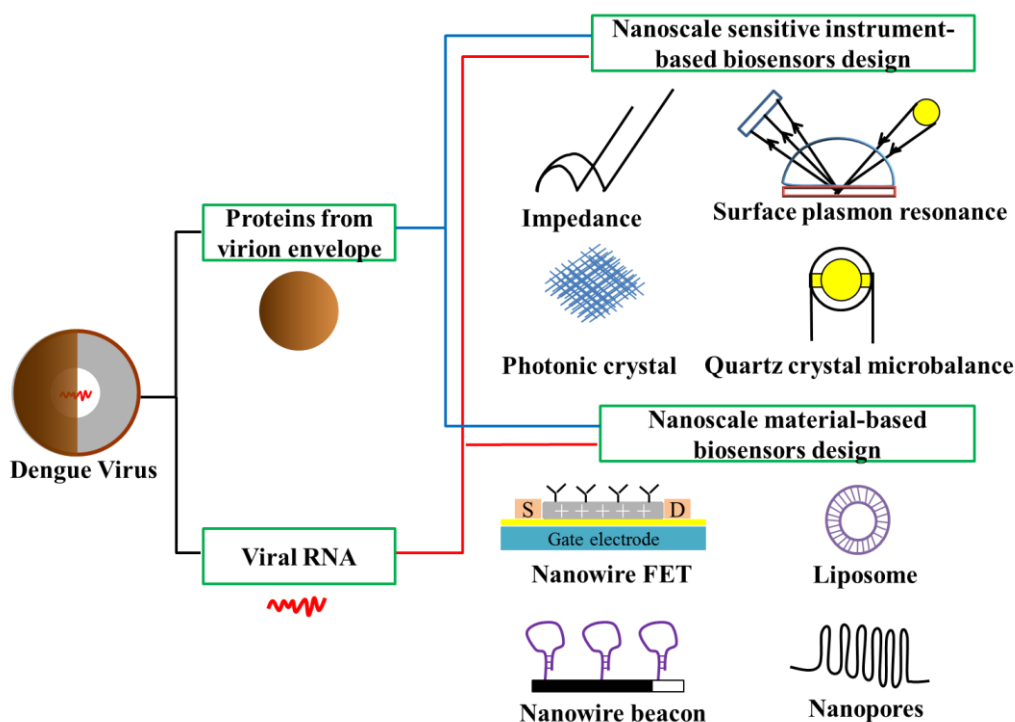 Nanoscale sensitive instrument-
based biosensors design
Impedance
Surface plasmon resonance
Proteins from
virion envelope
Photonic crystal
Quartz crystal microbalance
Dengue Virus
Nanoscale material-based
biosensors design
S
D
+ + + + +
Gate electrode
Nanowire FET
Liposome
Viral RNA
Nanowire beacon
Nanopores